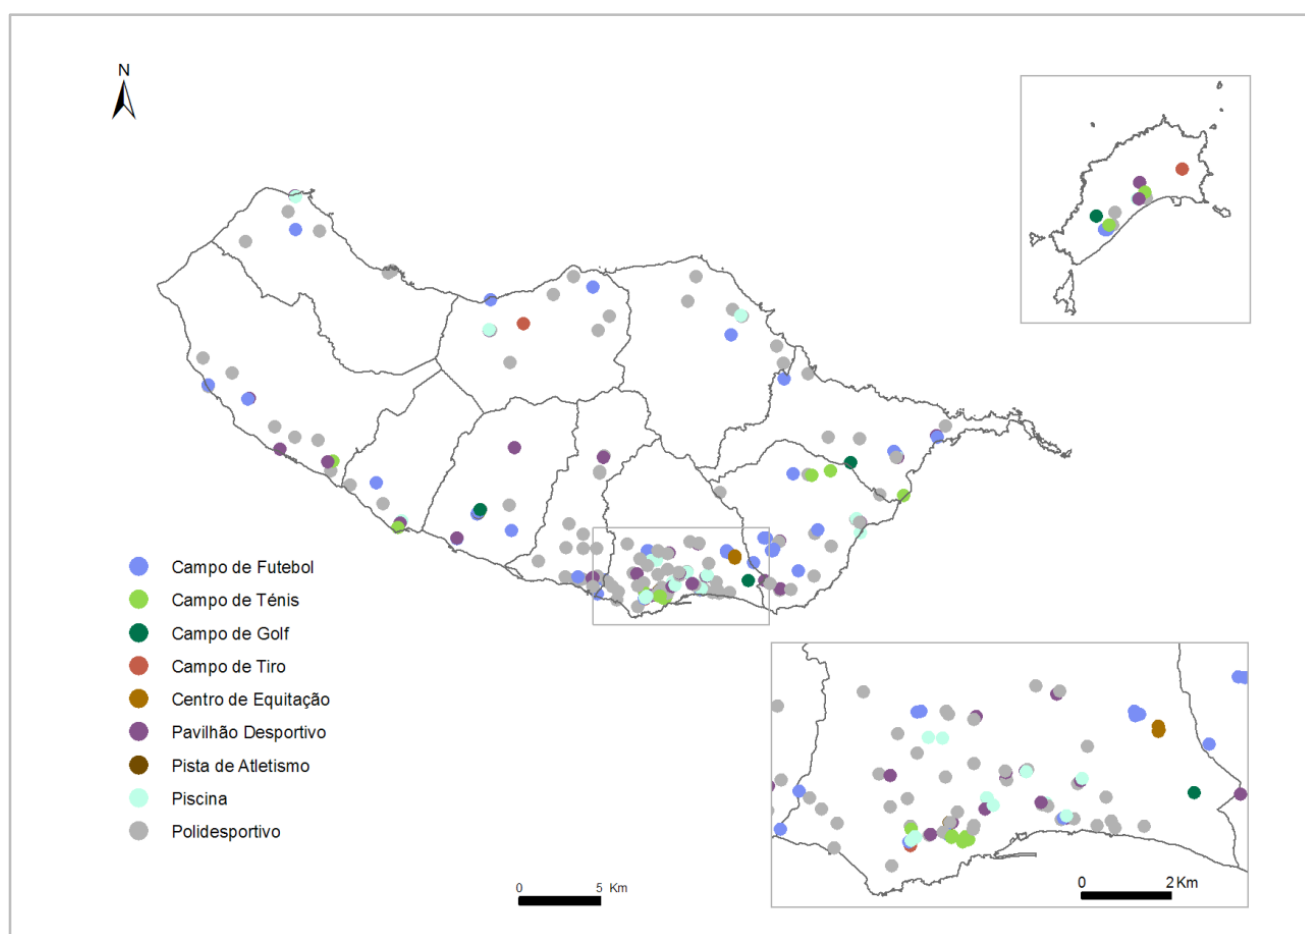 N
Campo de Futebol
Campo de Ténis
Campo de Golf
Campo de Tiro
Centro de Equitação
Pavilhão Desportivo
Pista de Atletismo
Piscina
Polidesportivo
0 5 Km
0 2 Km